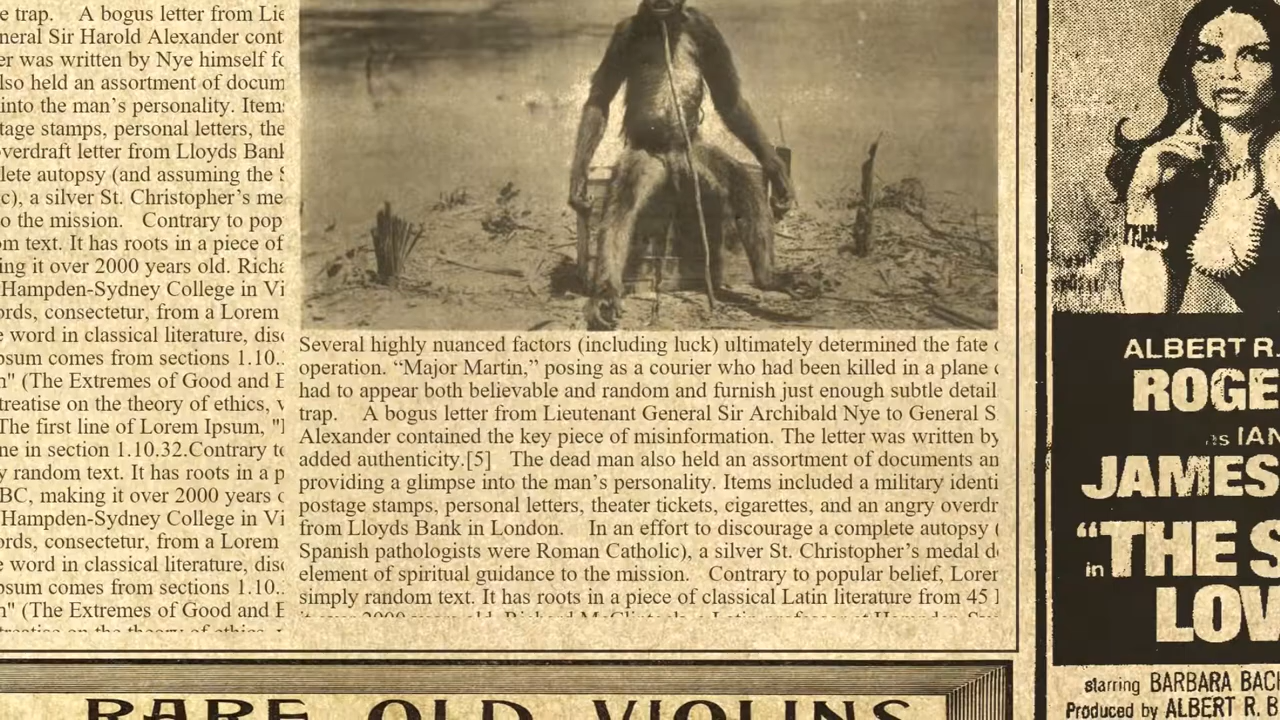 e trap. A bogus letter from Lie
neral Sir Harold Alexander cont
er was written by Nye himself fo
lso held an assortment of docum
into the man's personality. Items
tage stamps, personal letters, the
overdraft letter from Lloyds Bank
lete autopsy (and assuming the S
c), a silver St. Christopher's me
o the mission. Contrary to pop
om text. It has roots in a piece of
ing it over 2000 years old. Richa
Hampden-Sydney College in Vi
ords, consectetur, from a Lorem
e word in classical literature, disc
psum comes from sections 1.10.
n" (The Extremes of Good and E
treatise on the theory of ethics, v
The first line of Lorem Ipsum, "l
ne in section 1.10.32.Contrary to
y random text. It has roots in a p
BC, making it over 2000 years o
Hampden-Sydney College in Vi
ords, consectetur, from a Lorem
e word in classical literature, disc
psum comes from sections 1.10.
n" (The Extremes of Good and E
treatise on the theory of ethics, v
Several highly nuanced factors (including luck) ultimately determined the fate o
operation. “Major Martin,” posing as a courier who had been killed in a plane c
had to appear both believable and random and furnish just enough subtle detail
trap. A bogus letter from Lieutenant General Sir Archibald Nye to General S
Alexander contained the key piece of misinformation. The letter was written by
added authenticity.[5] The dead man also held an assortment of documents an
providing a glimpse into the man’s personality. Items included a military identi
postage stamps, personal letters, theater tickets, cigarettes, and an angry overdr
from Lloyds Bank in London. In an effort to discourage a complete autopsy (
Spanish pathologists were Roman Catholic), a silver St. Christopher’s medal d
element of spiritual guidance to the mission. Contrary to popular belief, Lorer
simply random text. It has roots in a piece of classical Latin literature from 45
RARE OLD VIOLINS
ALBERT R.
ROGE
as IAN
JAMES
in “THE S
LOV
starring BARBARA BACH
Produced by ALBERT R. B